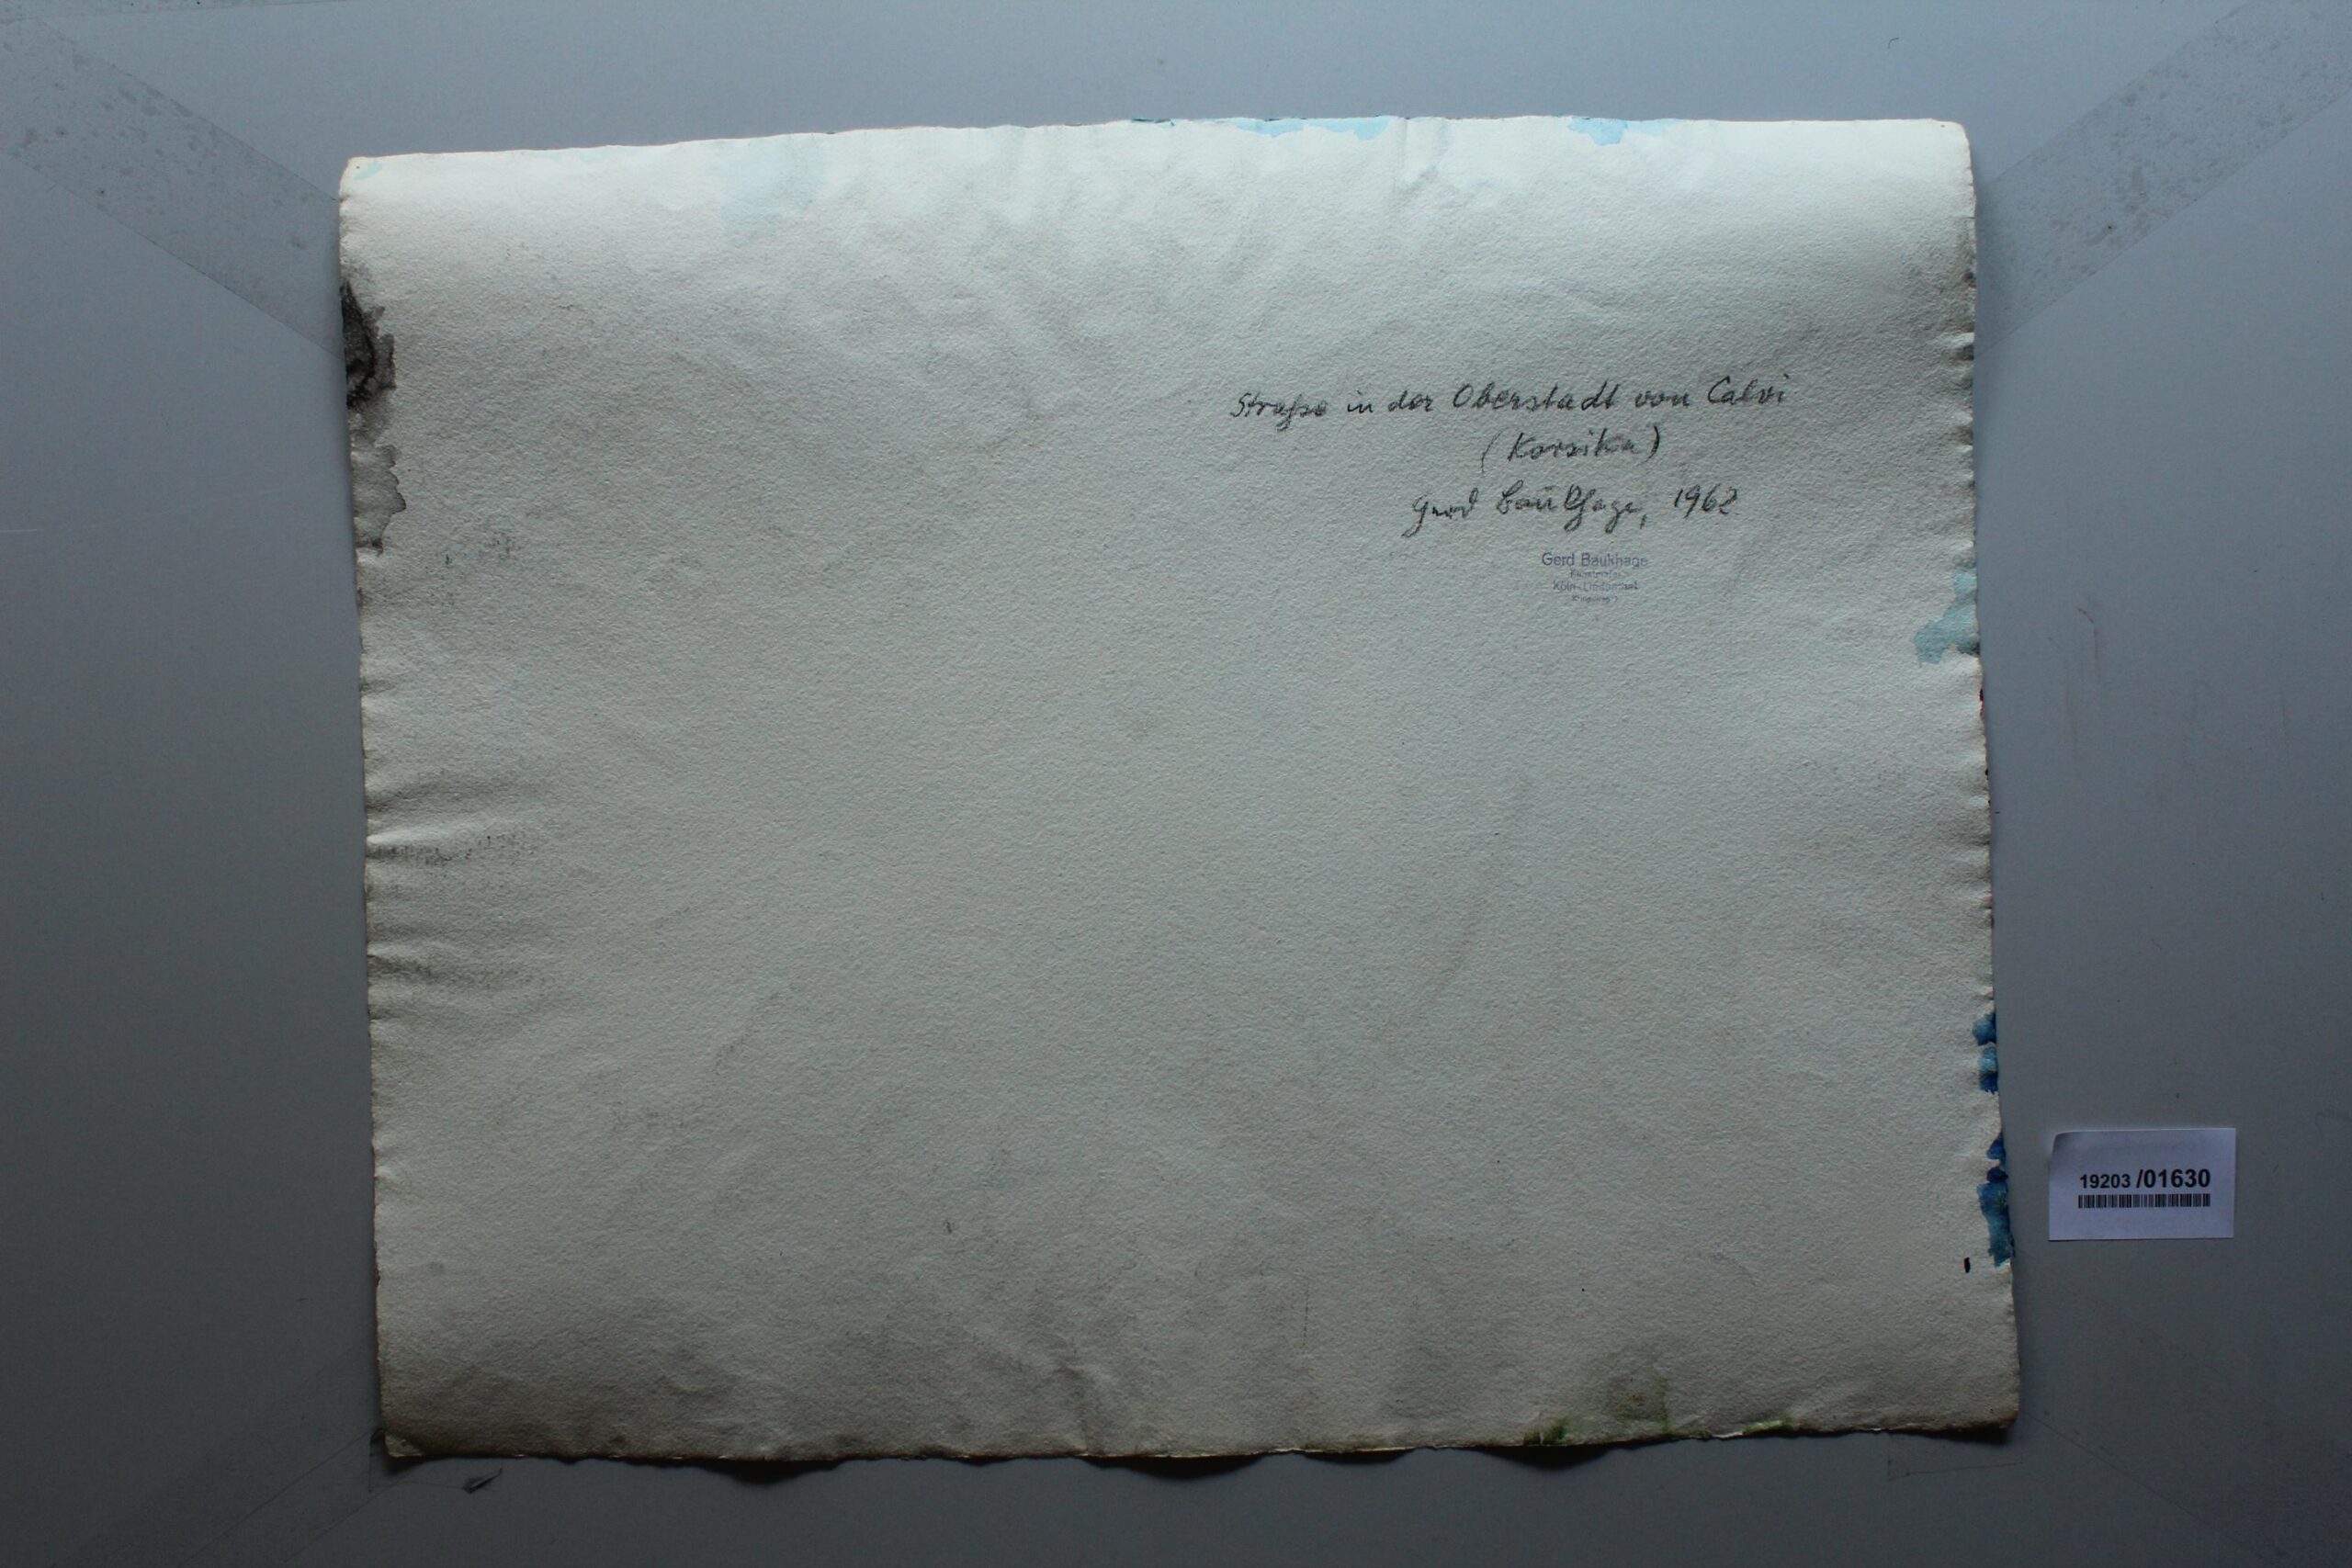 Straße in der Oberstadt von Calvi
(Korsika)
Gerd Baukhage, 1962
Gerd Baukhage
19203 /01630